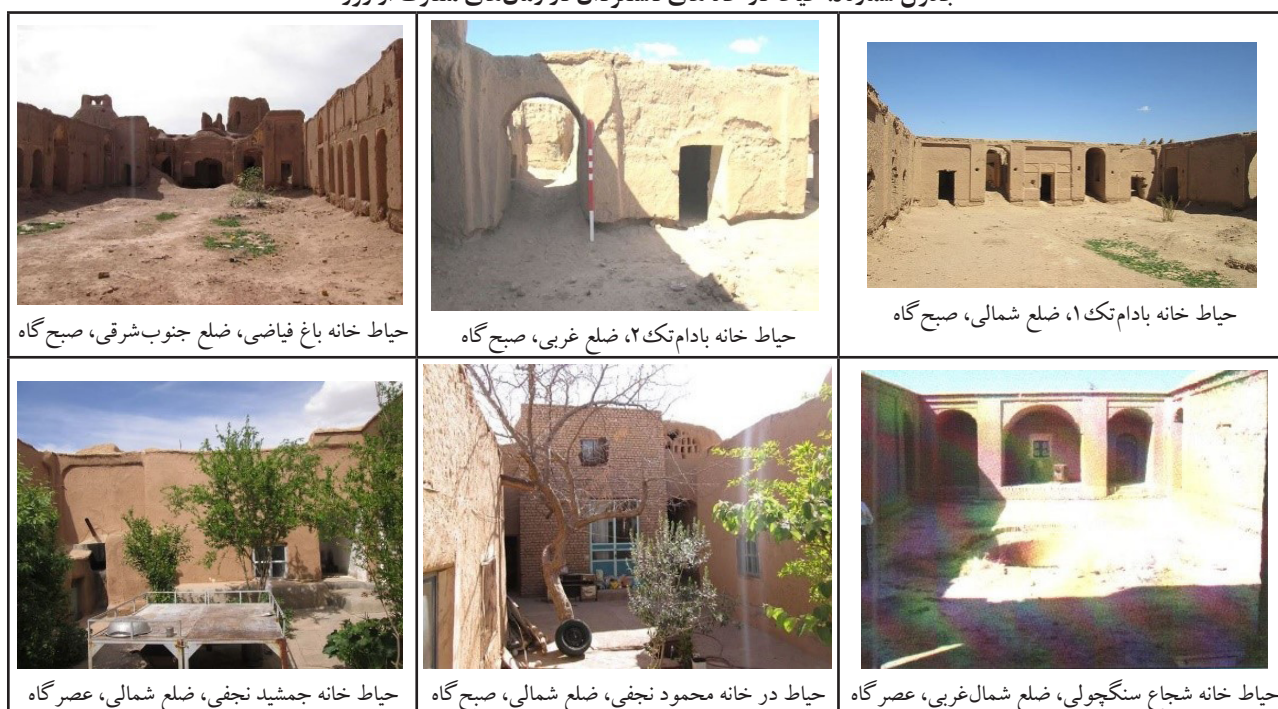 حیاط خانه بادام‌تک۱، ضلع شمالی، صبح‌گاه
حیاط خانه بادام‌تک۲، ضلع غربی، صبح‌گاه
حیاط خانه باغ فیاضی، ضلع جنوب‌شرقی، صبح‌گاه
حیاط خانه شجاع سنگچولی، ضلع شمال‌غربی، عصرگاه
حیاط در خانه محمود نجفی، ضلع شمالی، صبح‌گاه
حیاط خانه جمشید نجفی، ضلع شمالی، عصرگاه